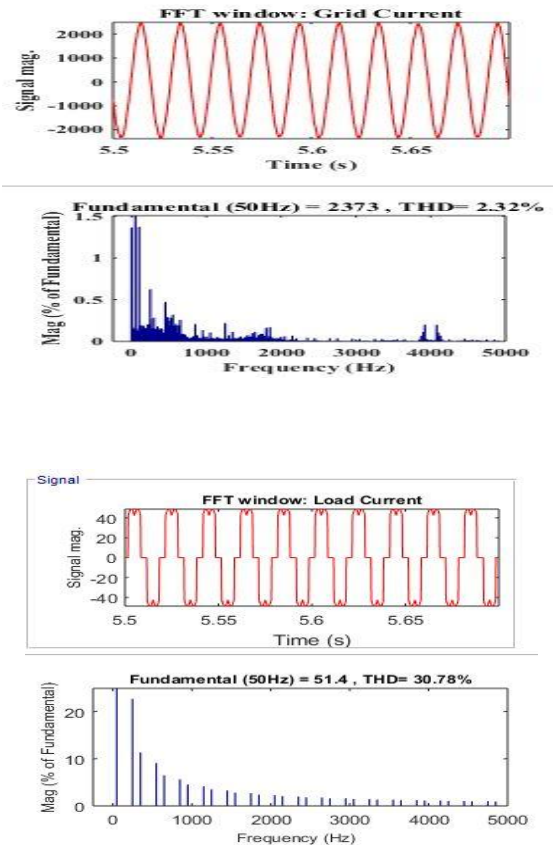 FFT window: Grid Current
Signal mag.
2000
1000
0
-1000
-2000
5.5 5.55 5.6 5.65
Time (s)
Fundamental (50Hz) = 2373 , THD= 2.32%
Mag (% of Fundamental)
1.5
1
0.5
0
0 1000 2000 3000 4000 5000
Frequency (Hz)
Signal
FFT window: Load Current
Signal mag.
40
20
0
-20
-40
5.5 5.55 5.6 5.65
Time (s)
Fundamental (50Hz) = 51.4 , THD= 30.78%
Mag (% of Fundamental)
20
10
0
0 1000 2000 3000 4000 5000
Frequency (Hz)